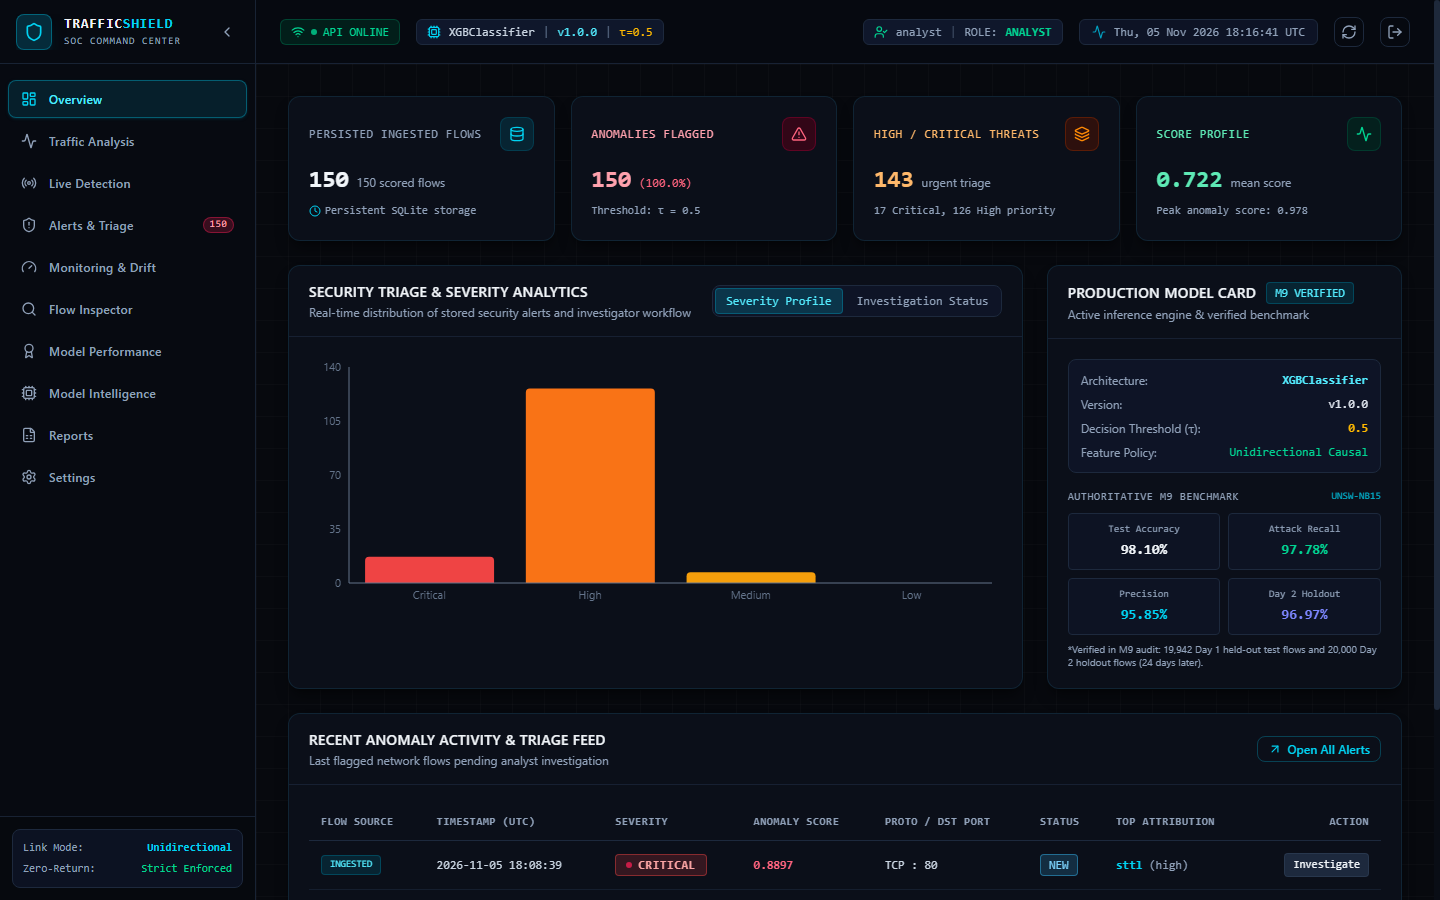 TRAFFICSHIELD
SOC COMMAND CENTER
API ONLINE
XGBClassifier | v1.0.0 | τ=0.5
analyst | ROLE: ANALYST
Thu, 05 Nov 2026 18:16:41 UTC
Overview
Traffic Analysis
Live Detection
Alerts & Triage 150
Monitoring & Drift
Flow Inspector
Model Performance
Model Intelligence
Reports
Settings
Link Mode: Unidirectional
Zero-Return: Strict Enforced
PERSISTED INGESTED FLOWS
150 150 scored flows
Persistent SQLite storage
ANOMALIES FLAGGED
150 (100.0%)
Threshold: τ = 0.5
HIGH / CRITICAL THREATS
143 urgent triage
17 Critical, 126 High priority
SCORE PROFILE
0.722 mean score
Peak anomaly score: 0.978
SECURITY TRIAGE & SEVERITY ANALYTICS
Real-time distribution of stored security alerts and investigator workflow
Severity Profile Investigation Status
140
105
70
35
0
Critical High Medium Low
PRODUCTION MODEL CARD M9 VERIFIED
Active inference engine & verified benchmark
Architecture: XGBClassifier
Version: v1.0.0
Decision Threshold (τ): 0.5
Feature Policy: Unidirectional Causal
AUTHORITATIVE M9 BENCHMARK UNSW-NB15
Test Accuracy
98.10%
Attack Recall
97.78%
Precision
95.85%
Day 2 Holdout
96.97%
*Verified in M9 audit: 19,942 Day 1 held-out test flows and 20,000 Day
2 holdout flows (24 days later).
RECENT ANOMALY ACTIVITY & TRIAGE FEED
Last flagged network flows pending analyst investigation
Open All Alerts
FLOW SOURCE TIMESTAMP (UTC) SEVERITY ANOMALY SCORE PROTO / DST PORT STATUS TOP ATTRIBUTION ACTION
INGESTED 2026-11-05 18:08:39 CRITICAL 0.8897 TCP : 80 NEW sttl (high) Investigate